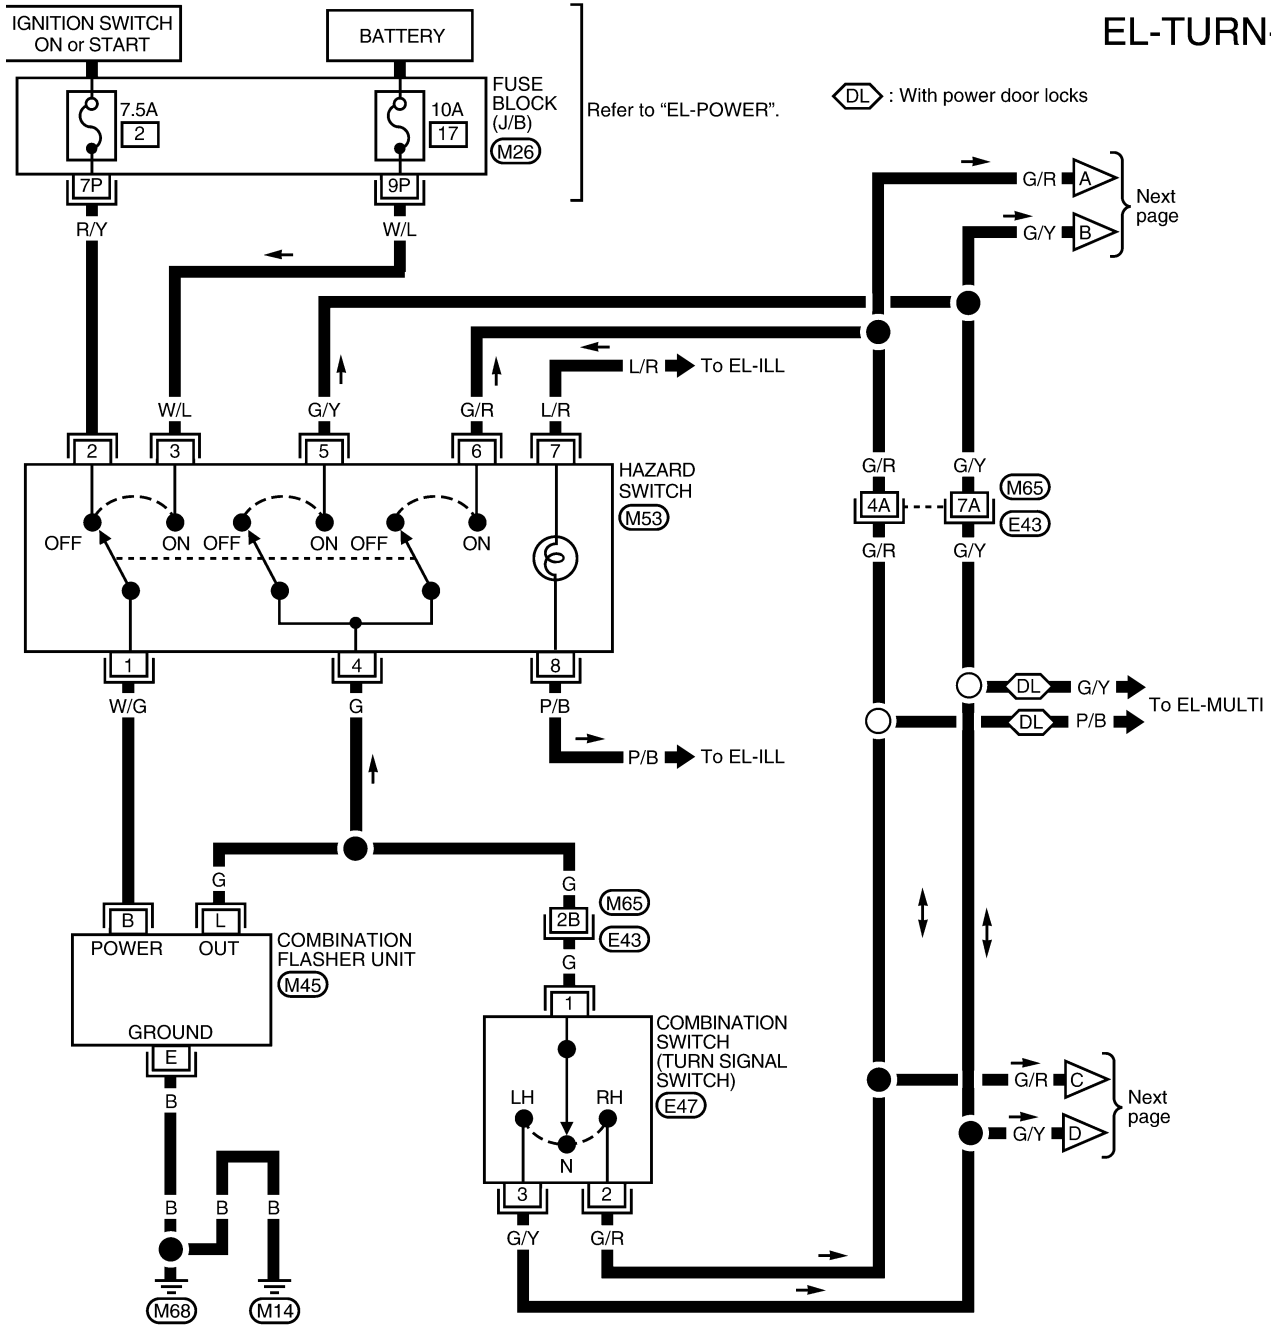 IGNITION SWITCH
ON or START
BATTERY
EL-TURN-
7.5A
2
10A
17
FUSE
BLOCK
(J/B)
M26
Refer to “EL-POWER”.
DL : With power door locks
7P
9P
R/Y
W/L
G/R A
G/Y B
Next
page
L/R To EL-ILL
W/L
G/Y
G/R
L/R
2
3
5
6
7
HAZARD
SWITCH
M53
OFF
ON
OFF
ON
OFF
ON
G/R
G/Y
4A
7A
M65
E43
G/R
G/Y
1
4
8
W/G
G
P/B
P/B To EL-ILL
DL G/Y
DL P/B
To EL-MULTI
G
G
B
L
POWER
OUT
COMBINATION
FLASHER UNIT
M45
GROUND
E
B
2B
M65
E43
G
1
COMBINATION
SWITCH
(TURN SIGNAL
SWITCH)
E47
LH
RH
N
3
2
G/Y
G/R
G/R C
G/Y D
Next
page
B
B
B
M68
M14